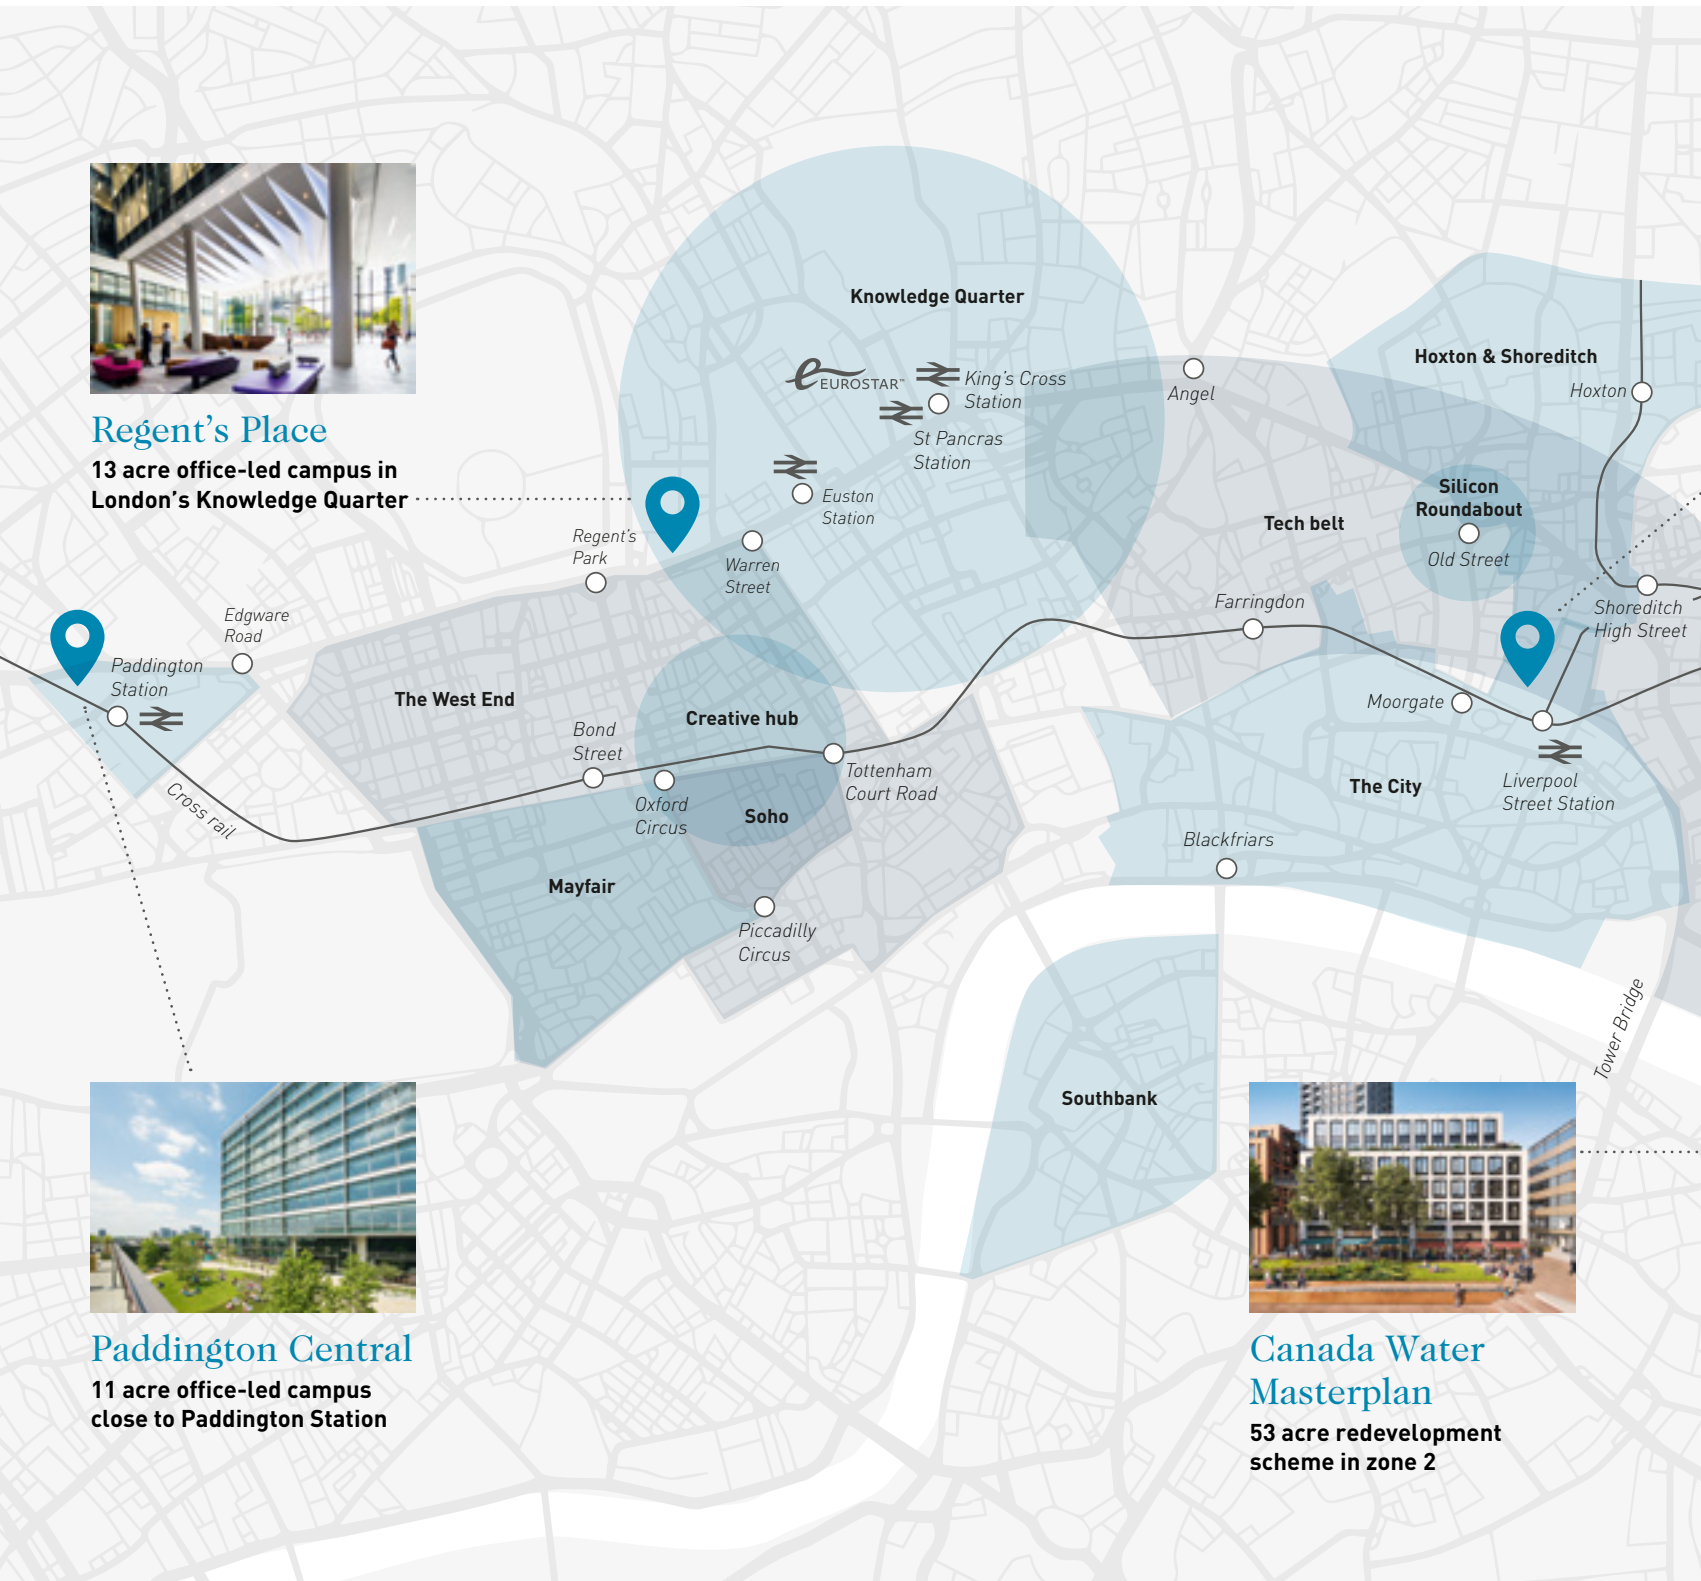 Knowledge Quarter
EUROSTAR™
King's Cross
Station
St Pancras
Station
Euston
Station
Warren
Street
Regent's
Park
Angel
Hoxton & Shoreditch
Hoxton
Silicon
Roundabout
Old Street
Tech belt
Farringdon
Shoreditch
High Street
Moorgate
Liverpool
Street Station
The City
Blackfriars
Regent's Place
13 acre office-led campus in
London's Knowledge Quarter
Edgware
Road
Paddington
Station
Cross rail
The West End
Bond
Street
Creative hub
Oxford
Circus
Tottenham
Court Road
Soho
Mayfair
Piccadilly
Circus
Southbank
Tower Bridge
Paddington Central
11 acre office-led campus
close to Paddington Station
Canada Water
Masterplan
53 acre redevelopment
scheme in zone 2